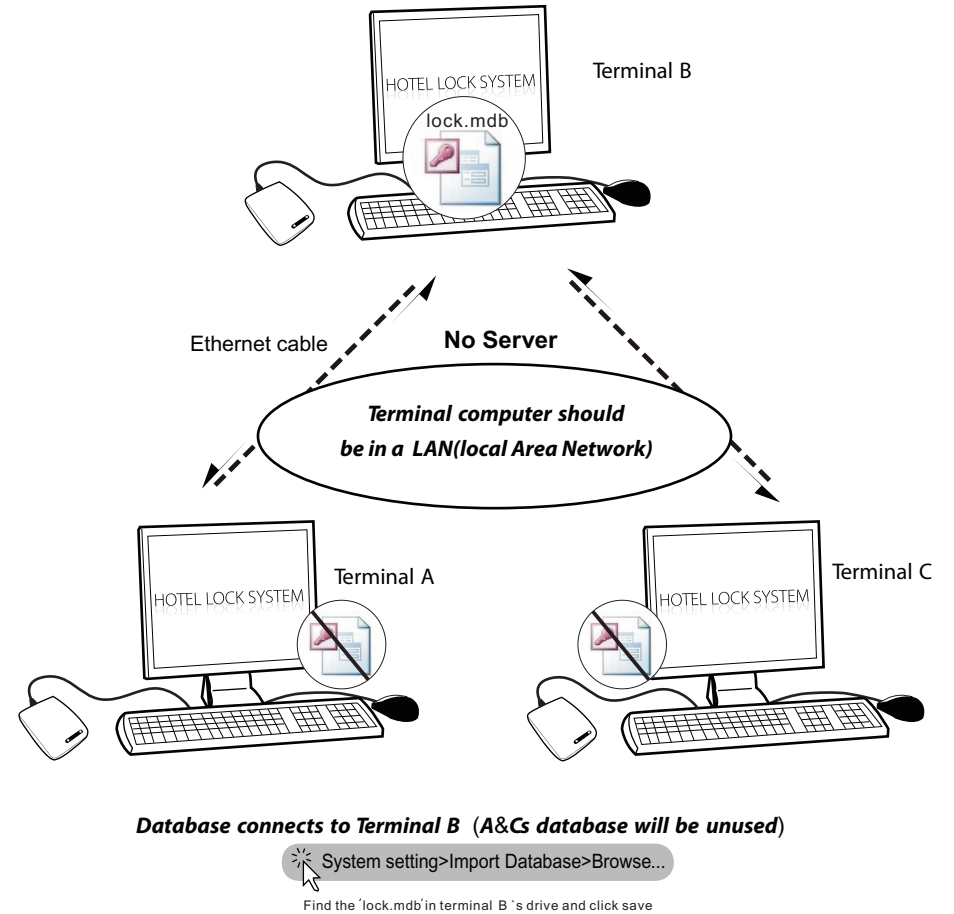 Terminal B
HOTEL LOCK SYSTEM
lock.mdb
Ethernet cable
No Server
Terminal computer should
be in a LAN(local Area Network)
Terminal A
HOTEL LOCK SYSTEM
Terminal C
HOTEL LOCK SYSTEM
Database connects to Terminal B (A&Cs database will be unused)
System setting>Import Database>Browse...
Find the ´lock.mdb´in terminal B `s drive and click save